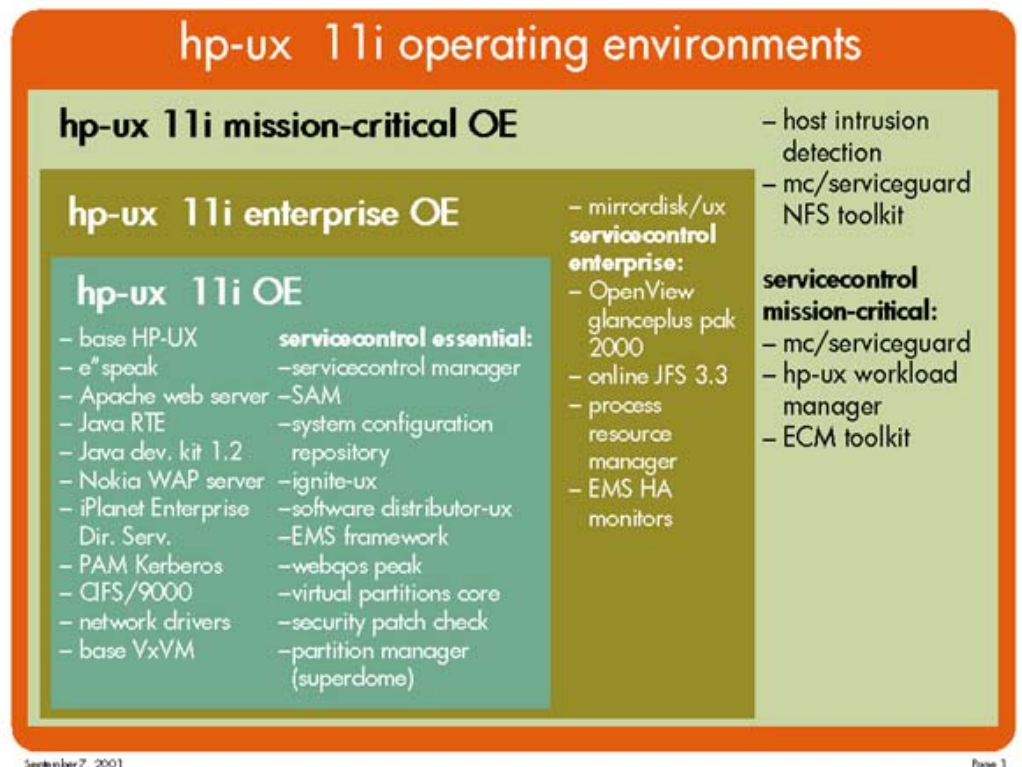 hp-ux 11i operating environments
hp-ux 11i mission-critical OE
hp-ux 11i enterprise OE
hp-ux 11i OE
– base HP-UX
– e"speak
– Apache web server
– Java RTE
– Java dev. kit 1.2
– Nokia WAP server
– iPlanet Enterprise
Dir. Serv.
– PAM Kerberos
– CIFS/9000
– network drivers
– base VxVM
servicecontrol essential:
–servicecontrol manager
–SAM
–system configuration
repository
–ignite-ux
–software distributor-ux
–EMS framework
–webqos peak
–virtual partitions core
–security patch check
–partition manager
(superdome)
– mirrordisk/ux
servicecontrol
enterprise:
– OpenView
glanceplus pak
2000
– online JFS 3.3
– process
resource
manager
– EMS HA
monitors
– host intrusion
detection
– mc/serviceguard
NFS toolkit
servicecontrol
mission-critical:
– mc/serviceguard
– hp-ux workload
manager
– ECM toolkit
September 7, 2001
Page 1